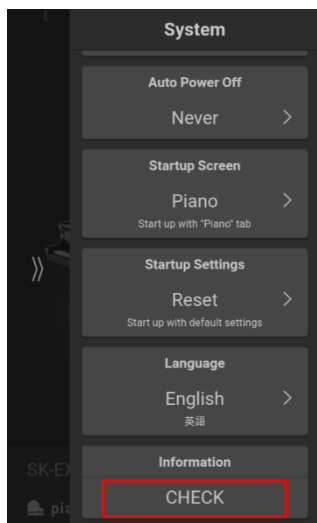 System
Auto Power Off
Never
Startup Screen
Piano
Start up with "Piano" tab
Startup Settings
Reset
Start up with default settings
Language
English
英語
Information
CHECK
SK-EX
pia